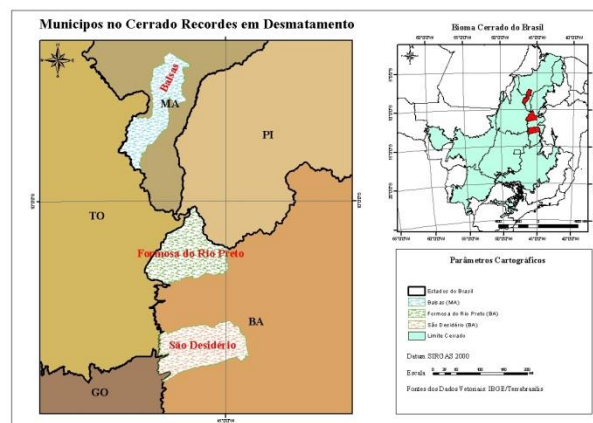 Municipos no Cerrado Recordes em Desmatamento
Balsas
MA
PI
TO
Formosa do Rio Preto
BA
São Desidério
GO
Bioma Cerrado do Brasil
Parâmetros Cartográficos
Estados do Brasil
Balsas (MA)
Formosa do Rio Preto (BA)
São Desidério (BA)
Limite Cerrado
Datum SIRGAS 2000
Escala
Fontes dos Dados Vetoriais: IBGE/Terrabrasilis